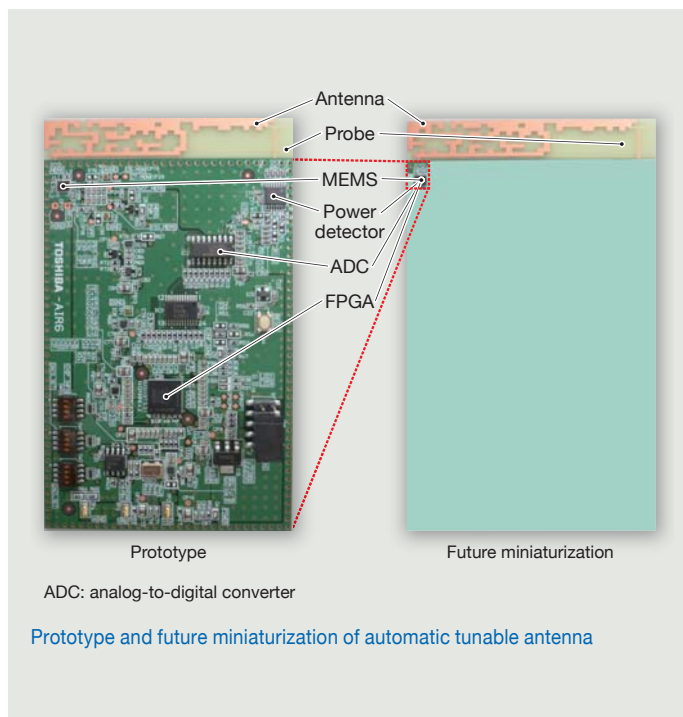 Antenna
Probe
MEMS
Power
detector
ADC
FPGA
TOSHIBA - AIR6
Prototype
Future miniaturization
ADC: analog-to-digital converter
Prototype and future miniaturization of automatic tunable antenna